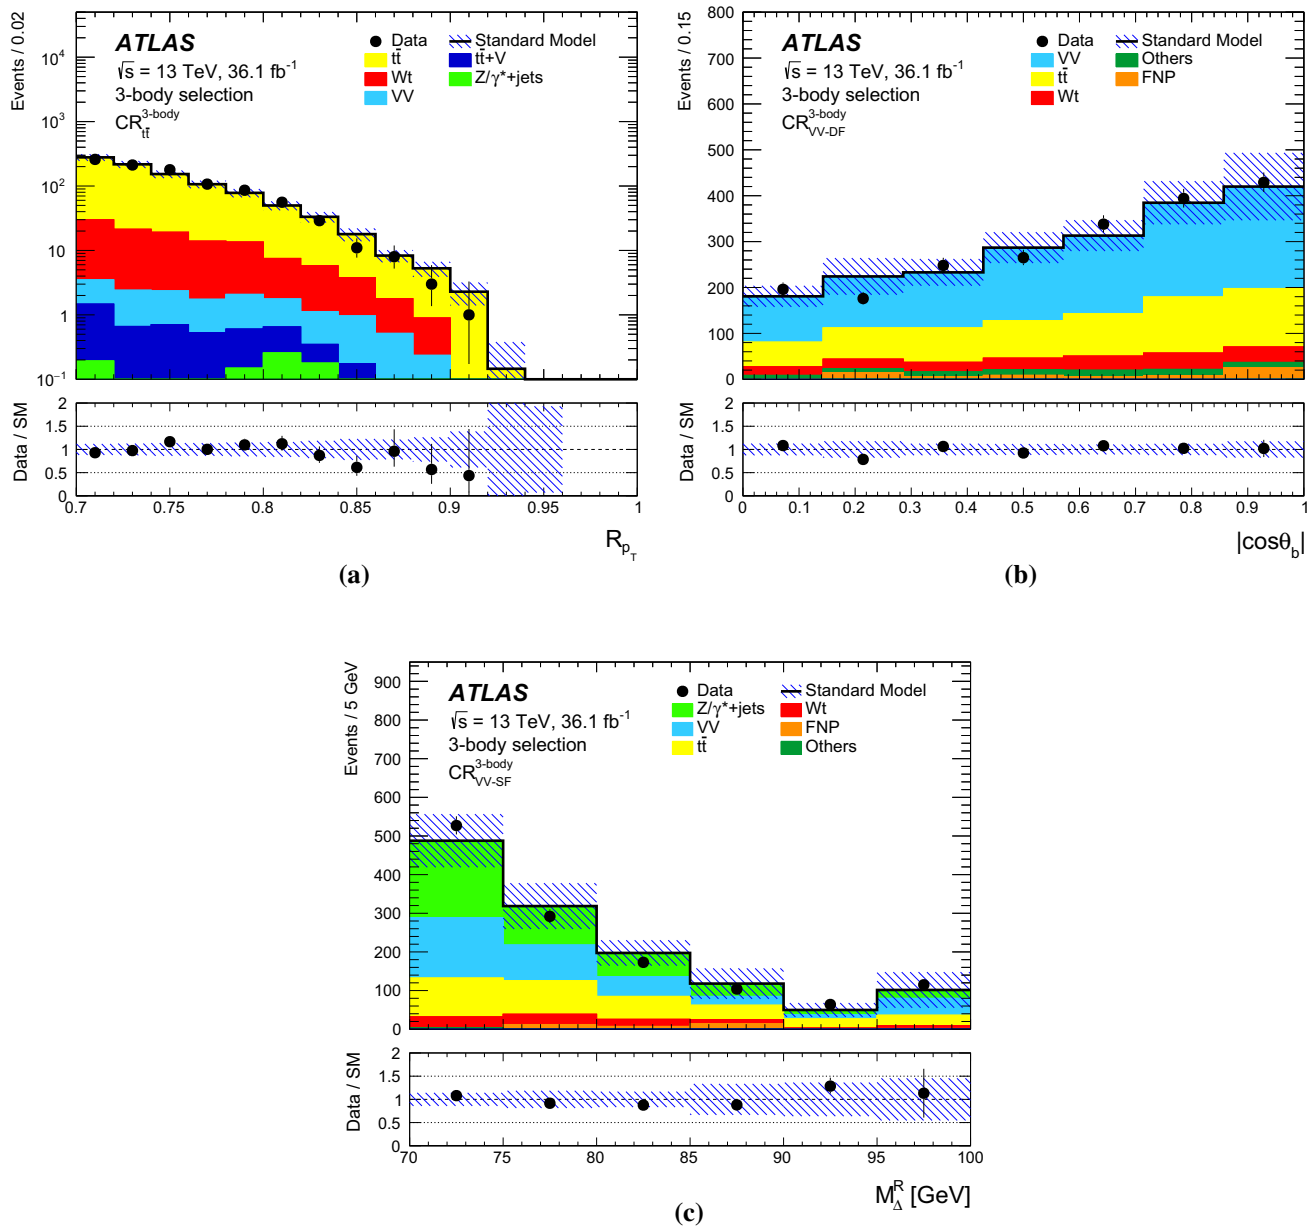 Events / 0.02
10⁴
10³
10²
10
1
10⁻¹
ATLAS
√s = 13 TeV, 36.1 fb⁻¹
3-body selection
CR 3-body tt̄
Data
tt̄
Wt
VV
Standard Model
tt̄+V
Z/γ*+jets
Data / SM
2
1.5
1
0.5
0
0.7 0.75 0.8 0.85 0.9 0.95 1
R_pT
(a)
Events / 0.15
800
700
600
500
400
300
200
100
0
ATLAS
√s = 13 TeV, 36.1 fb⁻¹
3-body selection
CR 3-body VV-DF
Data
VV
tt̄
Wt
Standard Model
Others
FNP
Data / SM
2
1.5
1
0.5
0
0 0.1 0.2 0.3 0.4 0.5 0.6 0.7 0.8 0.9 1
|cosθ_b|
(b)
Events / 5 GeV
900
800
700
600
500
400
300
200
100
0
ATLAS
√s = 13 TeV, 36.1 fb⁻¹
3-body selection
CR 3-body VV-SF
Data
Z/γ*+jets
VV
tt̄
Standard Model
Wt
FNP
Others
Data / SM
2
1.5
1
0.5
0
70 75 80 85 90 95 100
M_Δ^R [GeV]
(c)